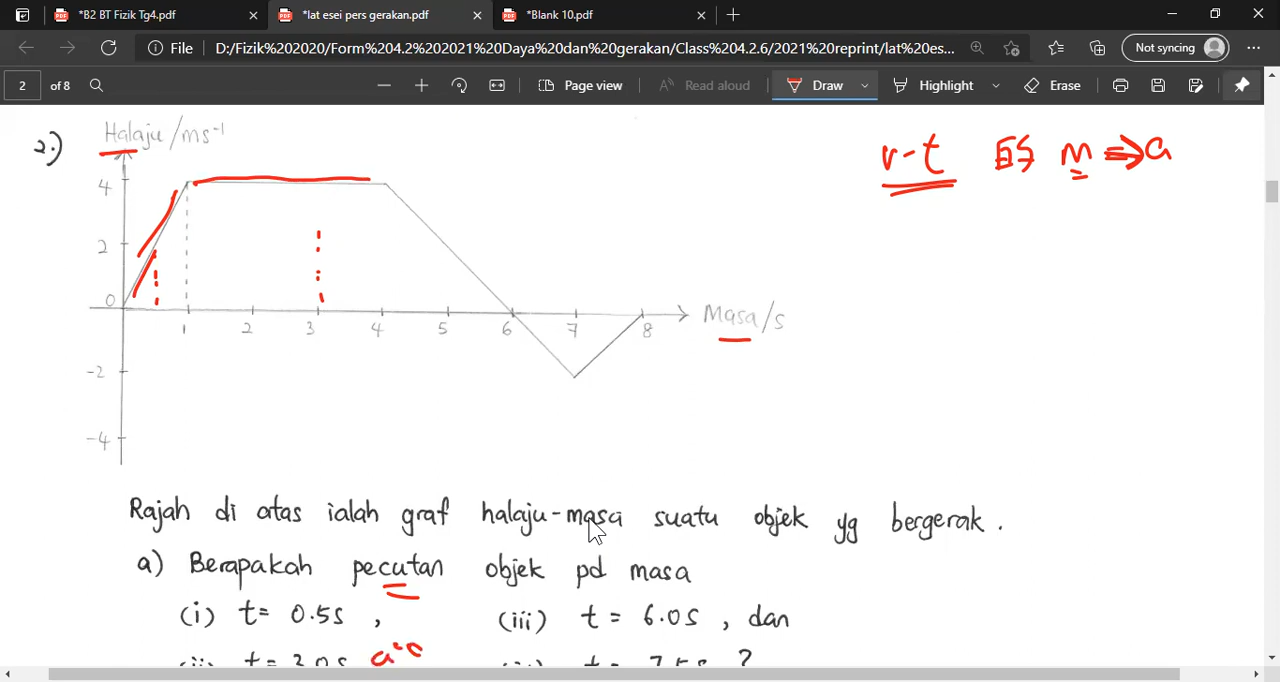 *B2 BT Fizik Tg4.pdf
*lat esei pers gerakan.pdf
*Blank 10.pdf
File D:/Fizik%202020/Form%204.2%202021%20Daya%20dan%20gerakan/Class%204.2.6/2021%20reprint/lat%20es... Not syncing
2 of 8 Page view Read aloud Draw Highlight Erase
2.) Halaju/ms⁻¹
v-t m ⇒ a
4
2
0
1 2 3 4 5 6 7 8 Masa/s
-2
-4
Rajah di atas ialah graf halaju-masa suatu objek yg bergerak.
a) Berapakah pecutan objek pd masa
(i) t= 0.5s, (iii) t= 6.0s, dan